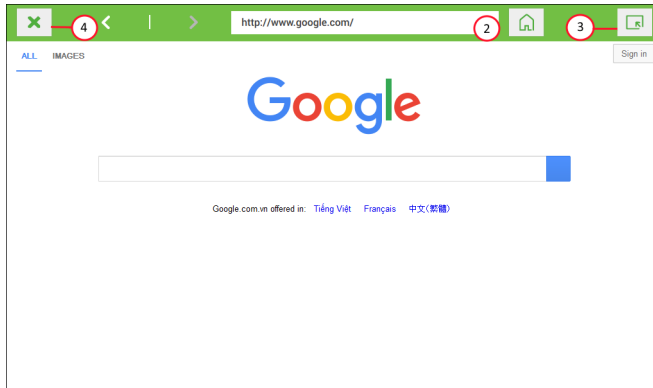 4
http://www.google.com/
2
3
ALL IMAGES
Sign in
Google
Google.com.vn offered in: Tiếng Việt Français 中文(繁體)